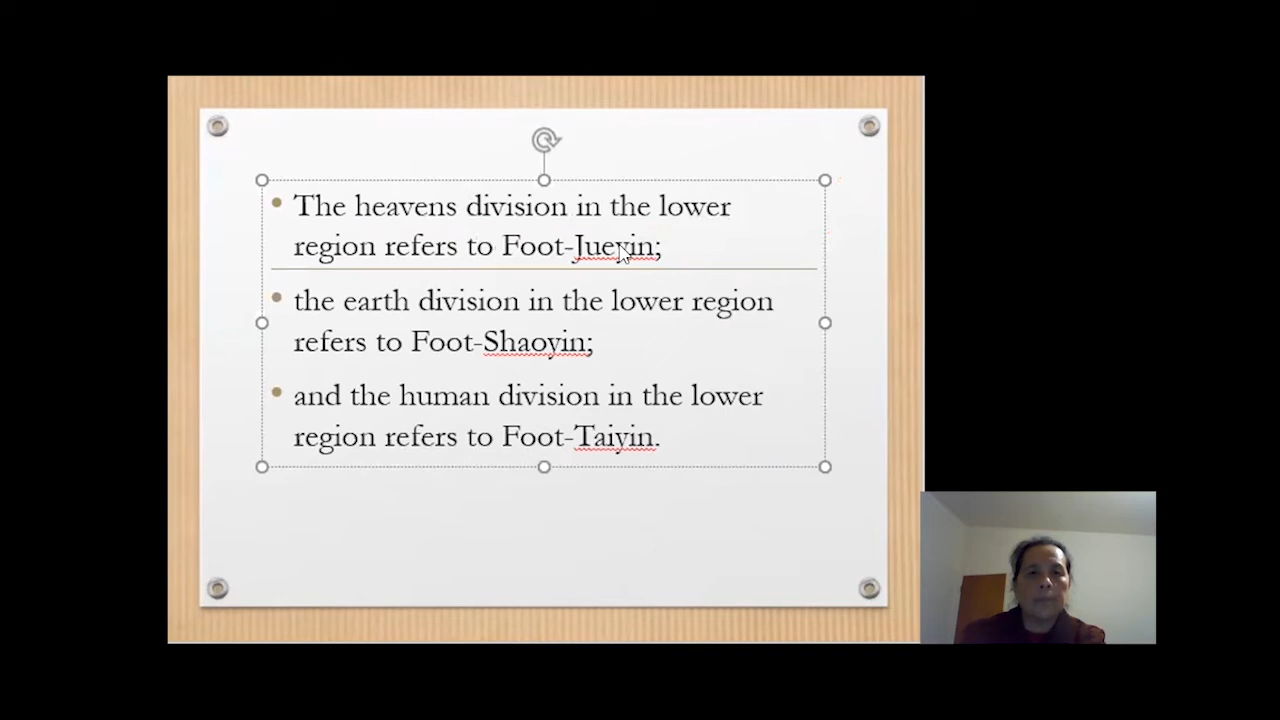 The heavens division in the lower
region refers to Foot-Jueyin;
the earth division in the lower region
refers to Foot-Shaoyin;
and the human division in the lower
region refers to Foot-Taiyin.